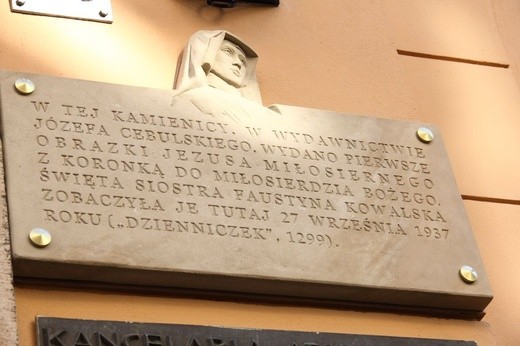 W TEJ KAMIENICY, W WYDAWNICTWIE
JÓZEFA CEBULSKIEGO, WYDANO PIERWSZE
OBRAZKI JEZUSA MIŁOSIERNEGO
Z KORONKĄ DO MIŁOSIERDZIA BOŻEGO.
ŚWIĘTA SIOSTRA FAUSTYNA KOWALSKA
ZOBACZYŁA JE TUTAJ 27 WRZEŚNIA 1937
ROKU („DZIENNICZEK”, 1299).
KANCELARIA